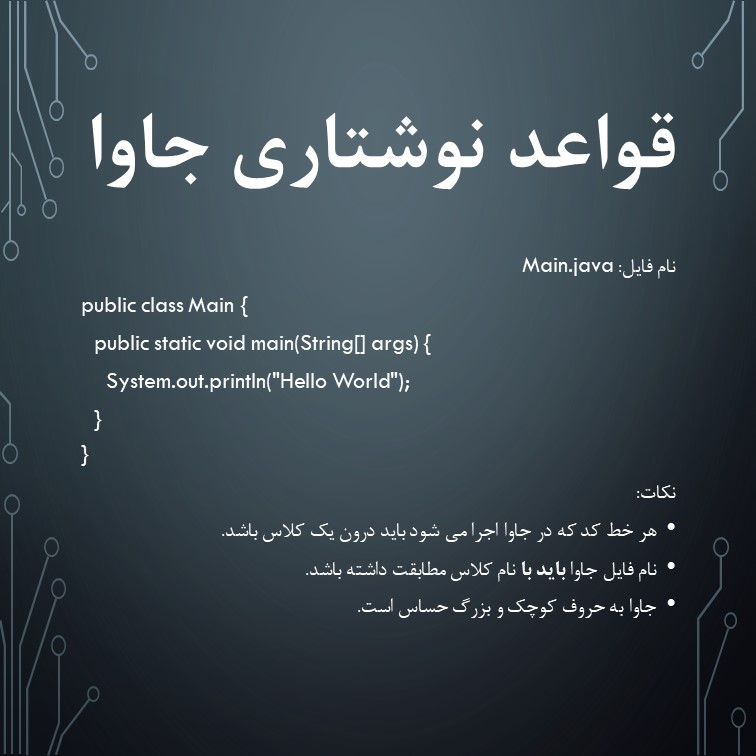 قواعد نوشتاری جاوا
نام فایل: Main.java
public class Main {
public static void main(String[] args) {
System.out.println("Hello World");
}
}
نکات:
• هر خط کد که در جاوا اجرا می شود باید درون یک کلاس باشد.
• نام فایل جاوا باید با نام کلاس مطابقت داشته باشد.
• جاوا به حروف کوچک و بزرگ حساس است.